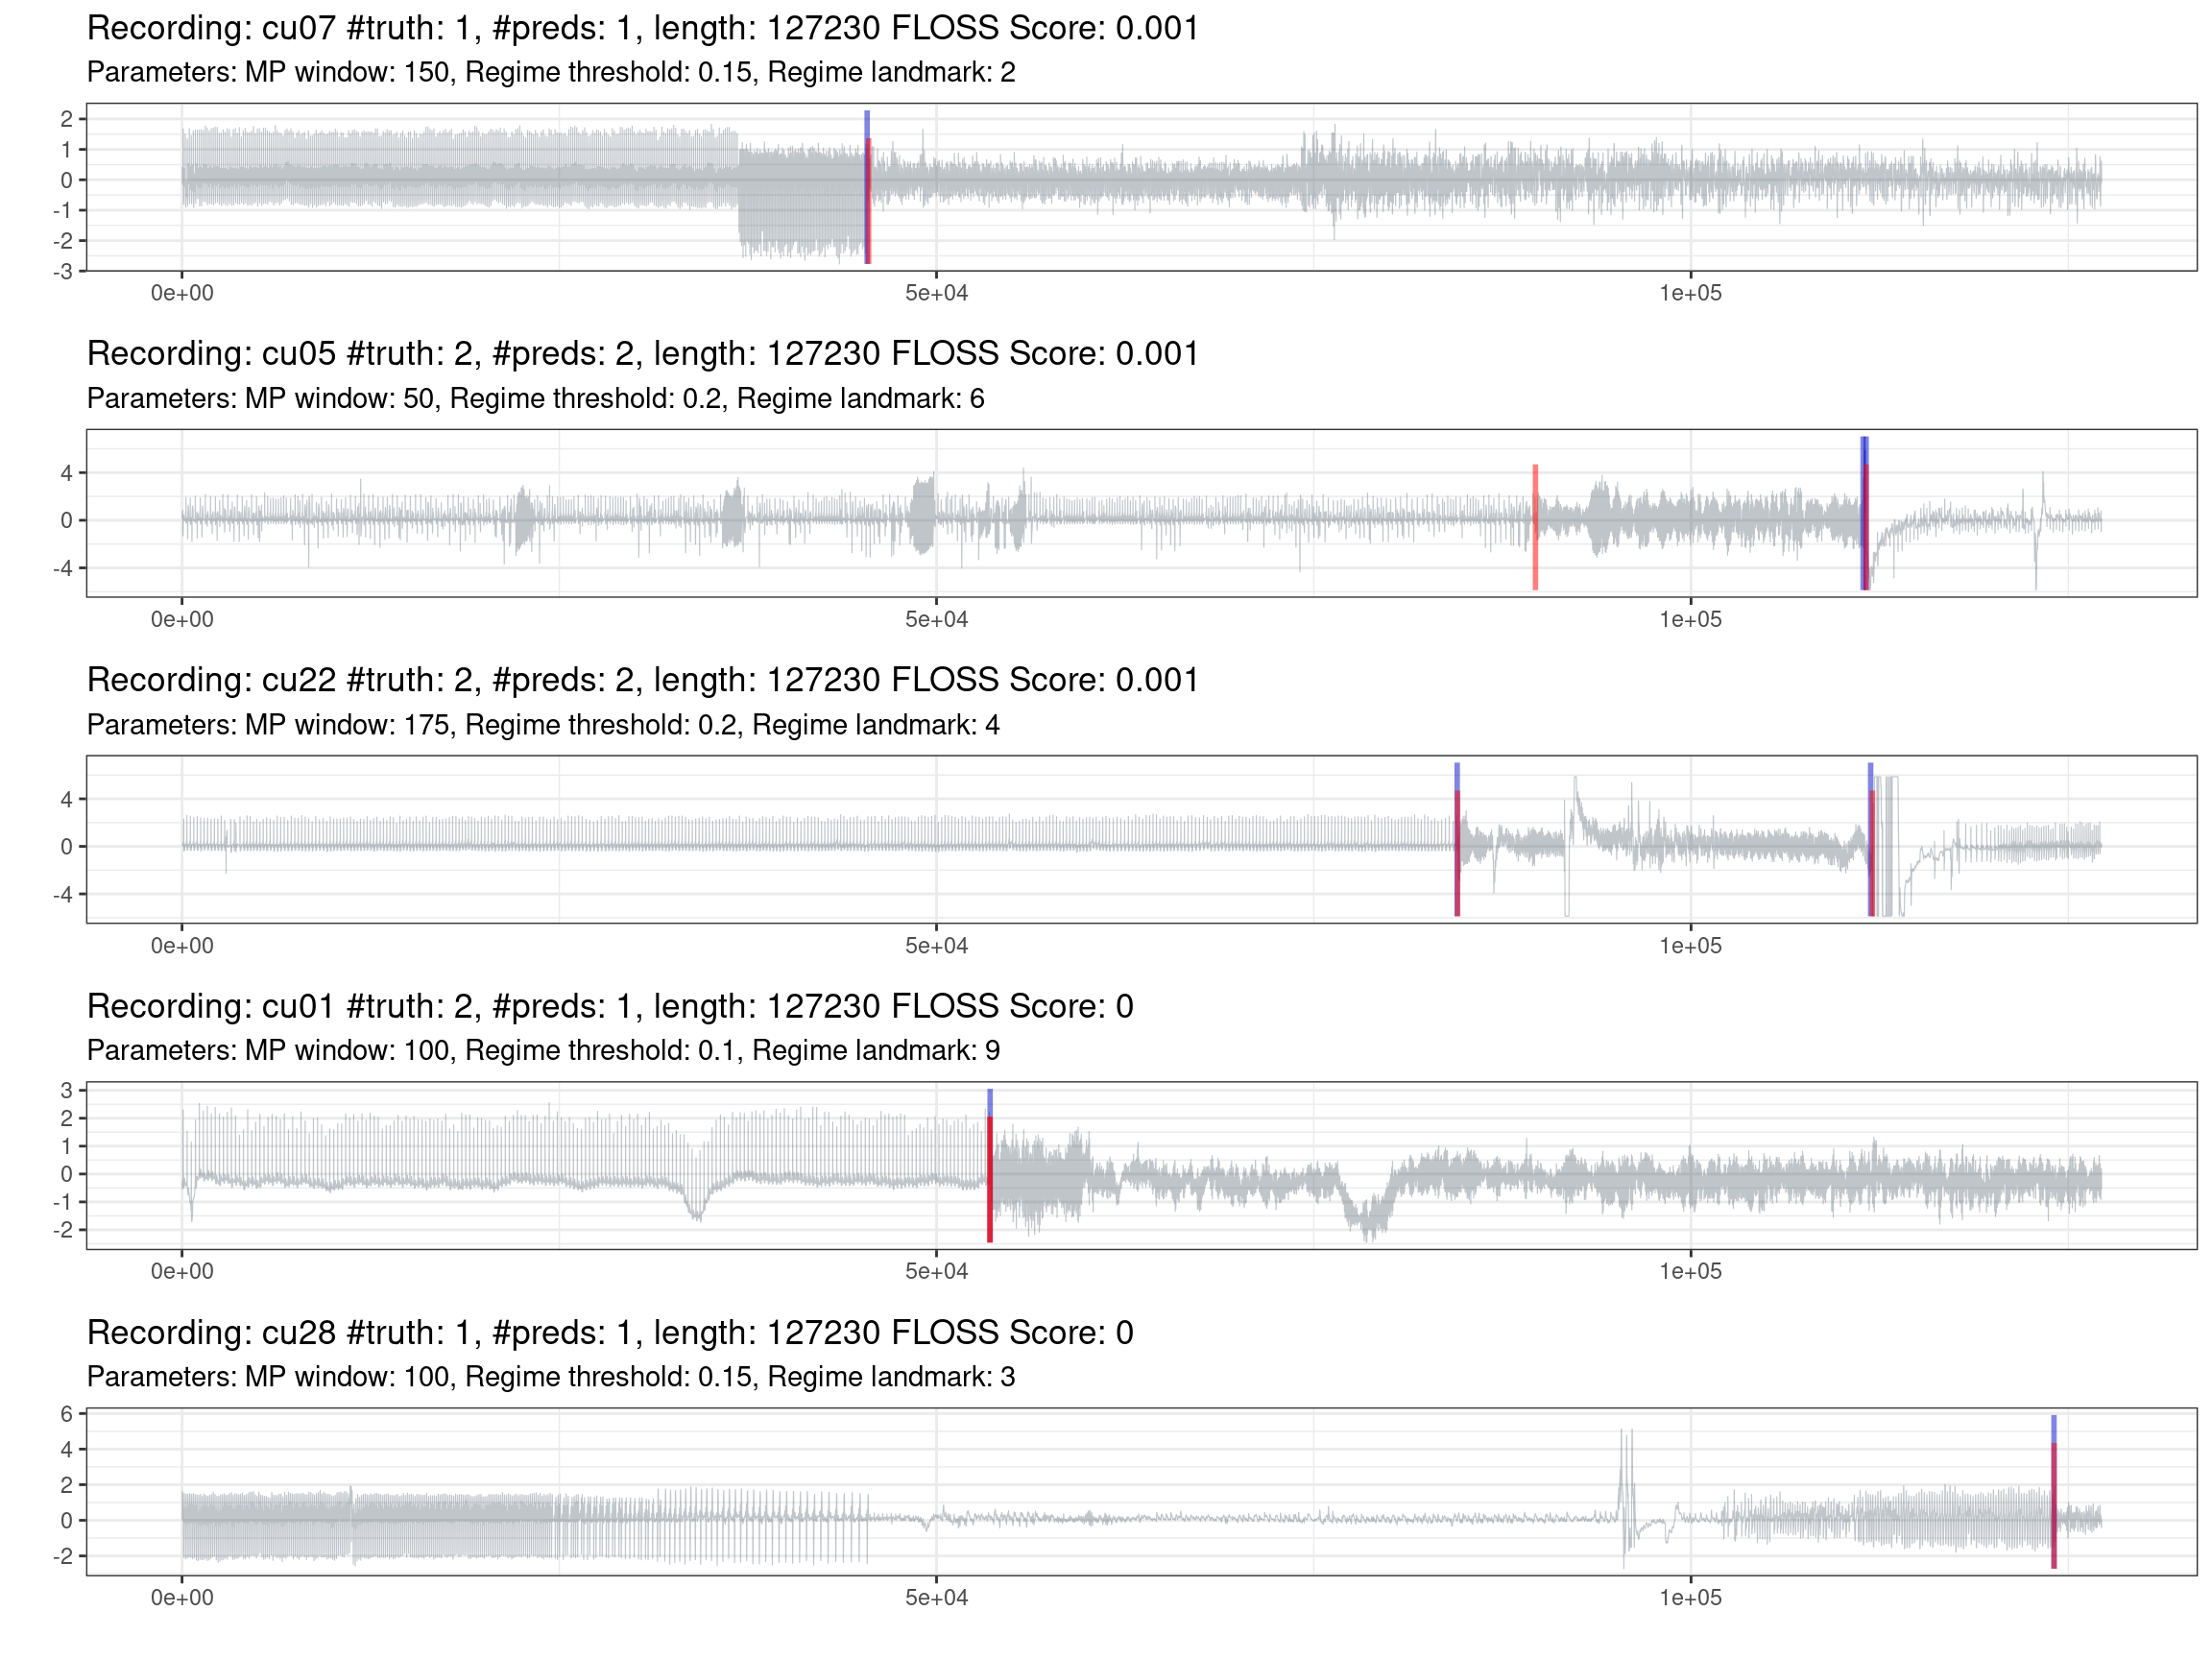 Recording: cu07 #truth: 1, #preds: 1, length: 127230 FLOSS Score: 0.001
Parameters: MP window: 150, Regime threshold: 0.15, Regime landmark: 2
2
1
0
-1
-2
-3
0e+00 5e+04 1e+05
Recording: cu05 #truth: 2, #preds: 2, length: 127230 FLOSS Score: 0.001
Parameters: MP window: 50, Regime threshold: 0.2, Regime landmark: 6
4
0
-4
0e+00 5e+04 1e+05
Recording: cu22 #truth: 2, #preds: 2, length: 127230 FLOSS Score: 0.001
Parameters: MP window: 175, Regime threshold: 0.2, Regime landmark: 4
4
0
-4
0e+00 5e+04 1e+05
Recording: cu01 #truth: 2, #preds: 1, length: 127230 FLOSS Score: 0
Parameters: MP window: 100, Regime threshold: 0.1, Regime landmark: 9
3
2
1
0
-1
-2
0e+00 5e+04 1e+05
Recording: cu28 #truth: 1, #preds: 1, length: 127230 FLOSS Score: 0
Parameters: MP window: 100, Regime threshold: 0.15, Regime landmark: 3
6
4
2
0
-2
0e+00 5e+04 1e+05